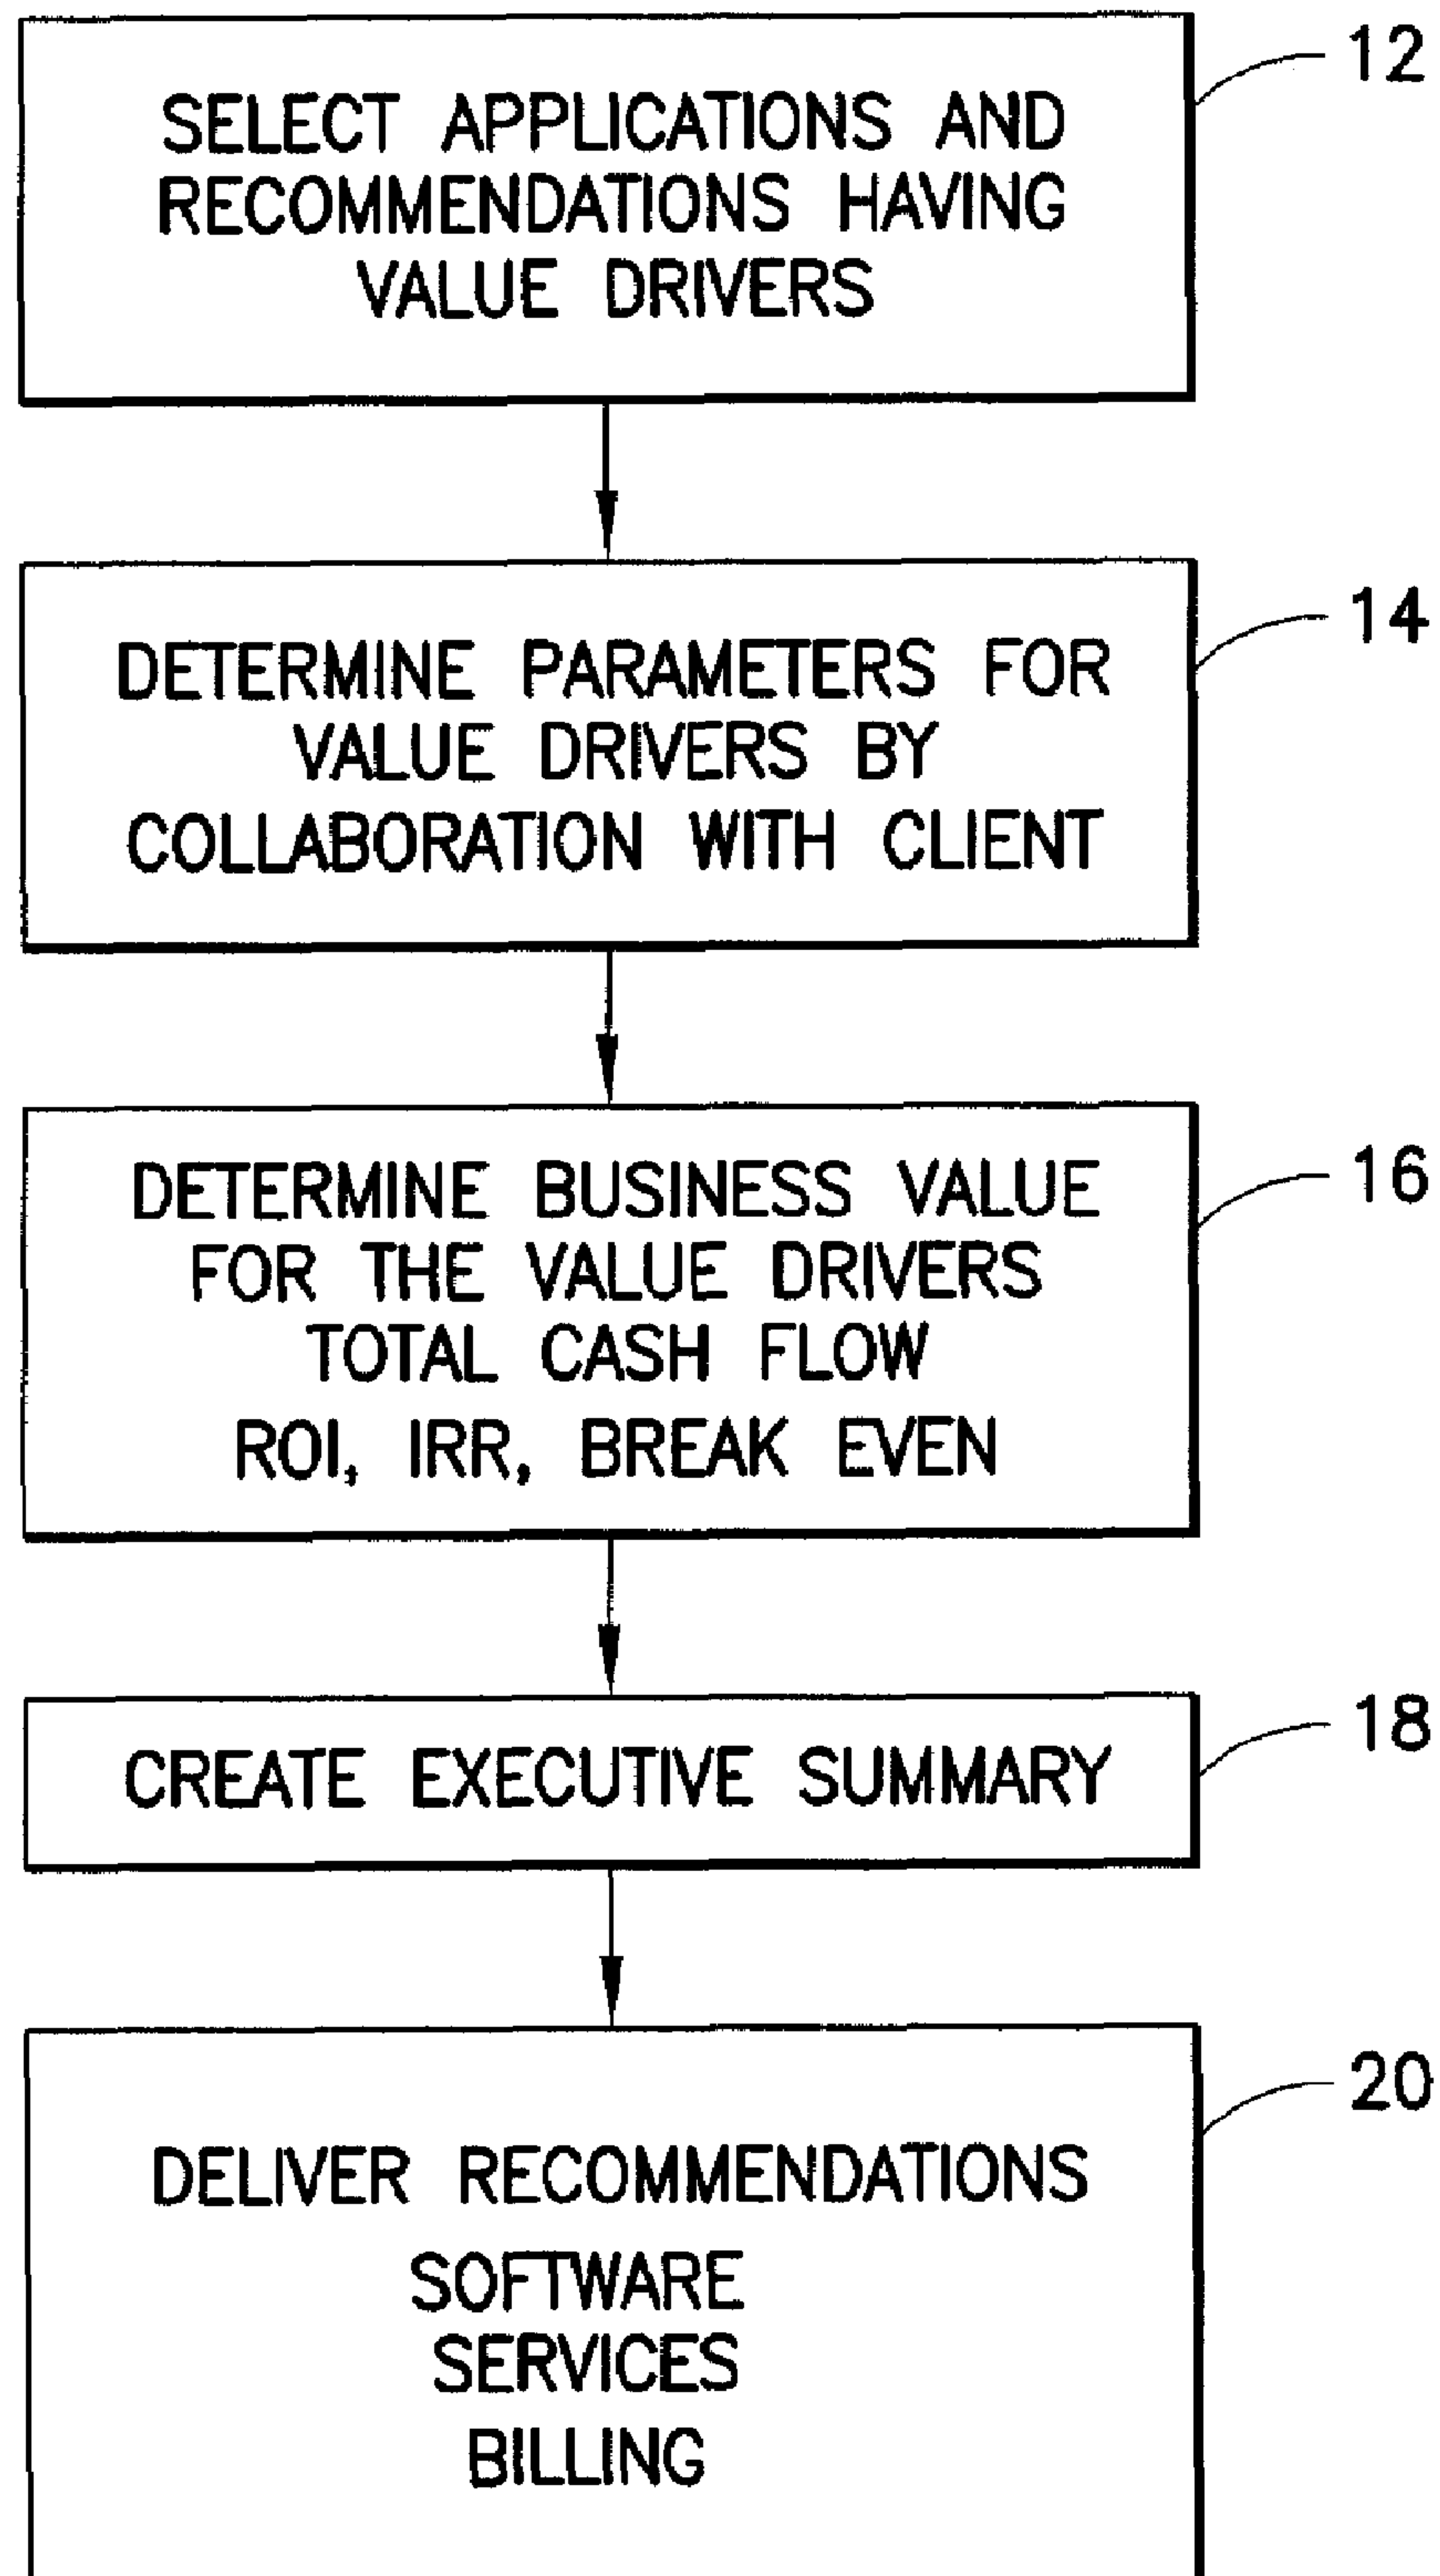 12
SELECT APPLICATIONS AND
RECOMMENDATIONS HAVING
VALUE DRIVERS
14
DETERMINE PARAMETERS FOR
VALUE DRIVERS BY
COLLABORATION WITH CLIENT
16
DETERMINE BUSINESS VALUE
FOR THE VALUE DRIVERS
TOTAL CASH FLOW
ROI, IRR, BREAK EVEN
18
CREATE EXECUTIVE SUMMARY
20
DELIVER RECOMMENDATIONS
SOFTWARE
SERVICES
BILLING